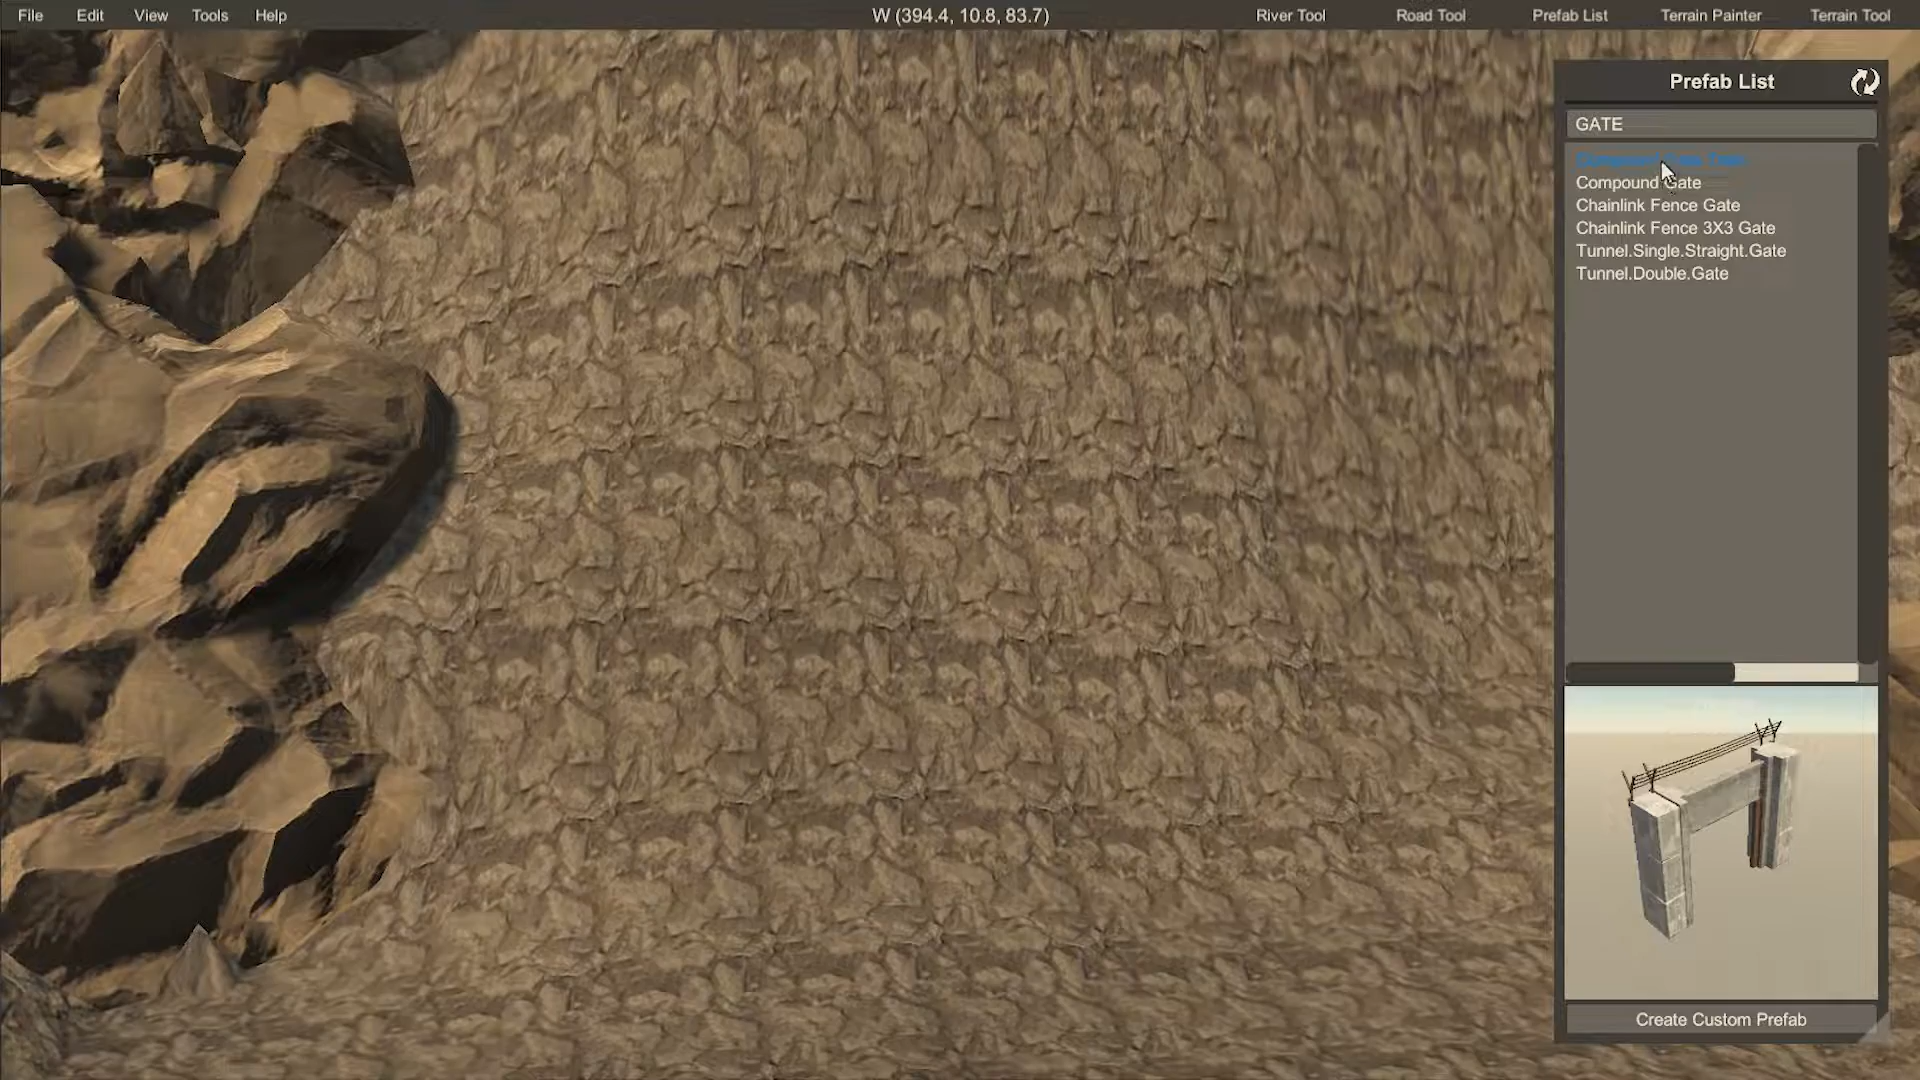 File Edit View Tools Help W (394.4, 10.8, 83.7) River Tool Road Tool Prefab List Terrain Painter Terrain Tool
Prefab List
GATE
Compound
Compound Gate
Chainlink Fence Gate
Chainlink Fence 3X3 Gate
Tunnel.Single.Straight.Gate
Tunnel.Double.Gate
Create Custom Prefab